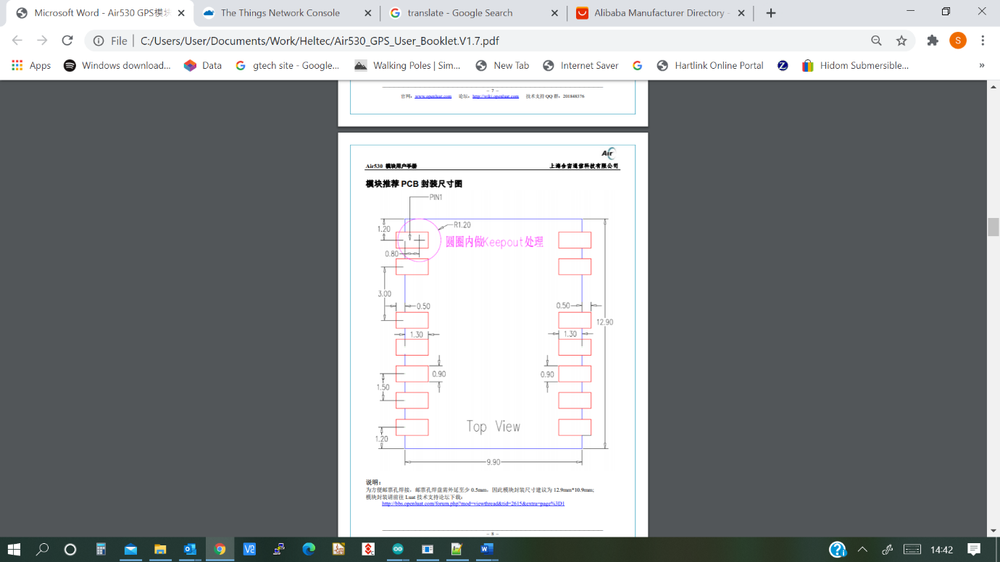 Microsoft Word - Air530 GPS模块
The Things Network Console
translate - Google Search
Alibaba Manufacturer Directory -
File
C:/Users/User/Documents/Work/Heltec/Air530_GPS_User_Booklet.V1.7.pdf
S
Apps
Windows download...
Data
gtech site - Google...
Walking Poles | Sim...
New Tab
Internet Saver
Hartlink Online Portal
Hidom Submersible...
»
~ 7 ~
官网：www.openluat.com 论坛：http://wiki.openluat.com 技术支持 QQ 群：201848376
Air
Air530 模块用户手册
上海合宙通信科技有限公司
模块推荐 PCB 封装尺寸图
PIN1
1.20
R1.20
圆圈内做Keepout处理
0.80
3.00
0.50
0.50
12.90
1.30
1.30
0.90
0.90
1.50
Top View
1.20
9.90
说明：
为方便邮票孔焊接，邮票孔焊盘需外延至少 0.5mm，因此模块封装尺寸建议为 12.9mm*10.9mm;
模块封装请前往 Luat 技术支持论坛下载：
http://bbs.openluat.com/forum.php?mod=viewthread&tid=2615&extra=page%3D1
~ 8 ~
14:42